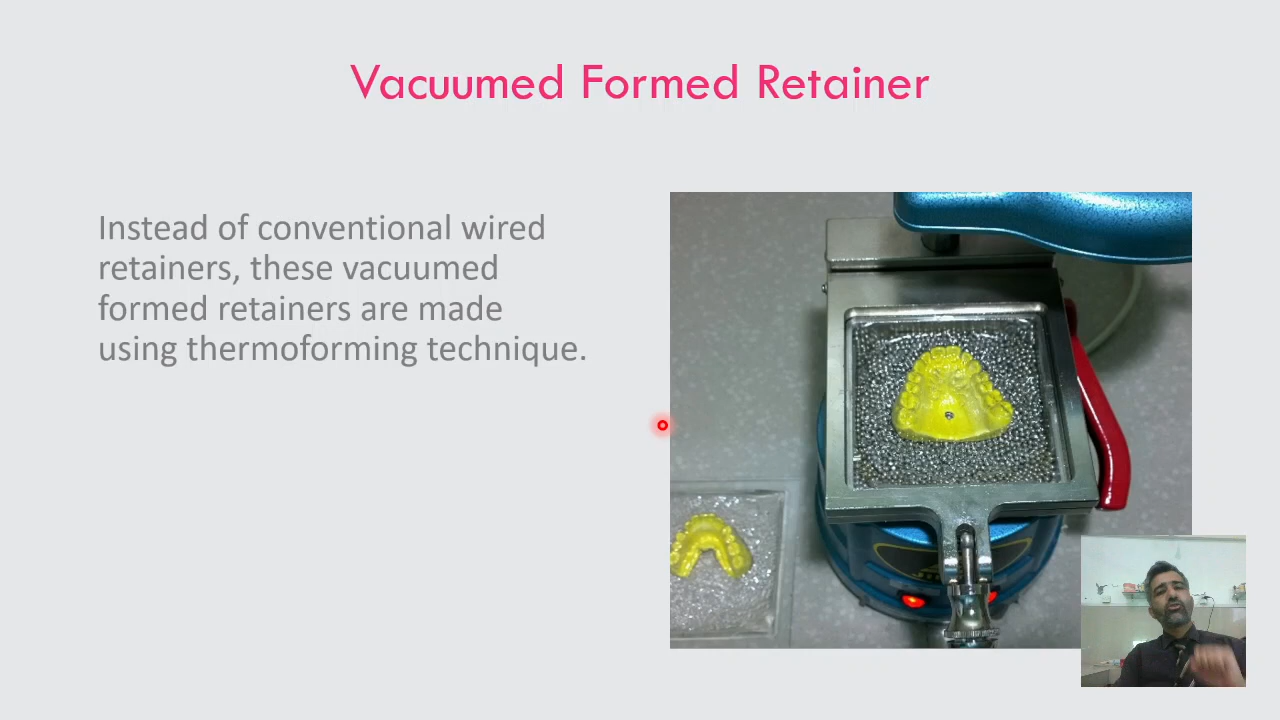 Vacuumed Formed Retainer
Instead of conventional wired
retainers, these vacuumed
formed retainers are made
using thermoforming technique.